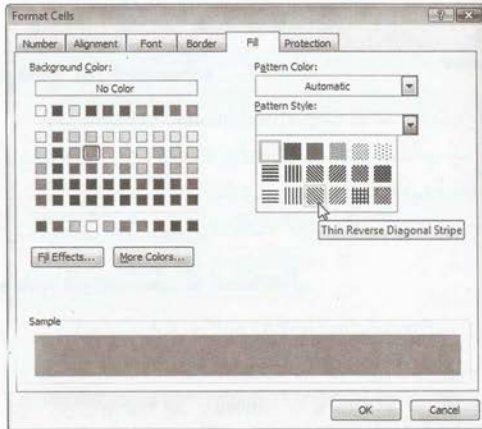 Format Cells
Number Alignment Font Border Fill Protection
Background Color:
No Color
Fill Effects... More Colors...
Pattern Color:
Automatic
Pattern Style:
Thin Reverse Diagonal Stripe
Sample
OK Cancel